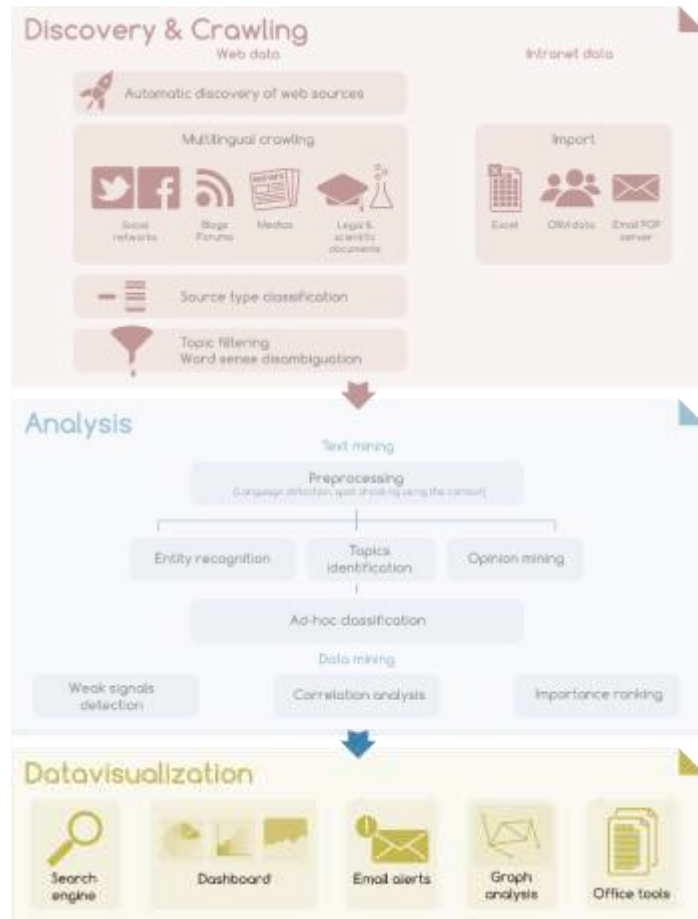 Discovery & Crawling
Web data
Intranet data
Automatic discovery of web sources
Multilingual crawling
Import
Social networks
Blogs Forums
Medias
Legal & scientific documents
Excel
CRM data
Email POP server
Source type classification
Topic filtering
Word sense disambiguation
Analysis
Text mining
Preprocessing
(Language detection, spell checking using the context)
Entity recognition
Topics
identification
Opinion mining
Ad-hoc classification
Data mining
Weak signals
detection
Correlation analysis
Importance ranking
Datavisualization
Search
engine
Dashboard
Email alerts
Graph
analysis
Office tools